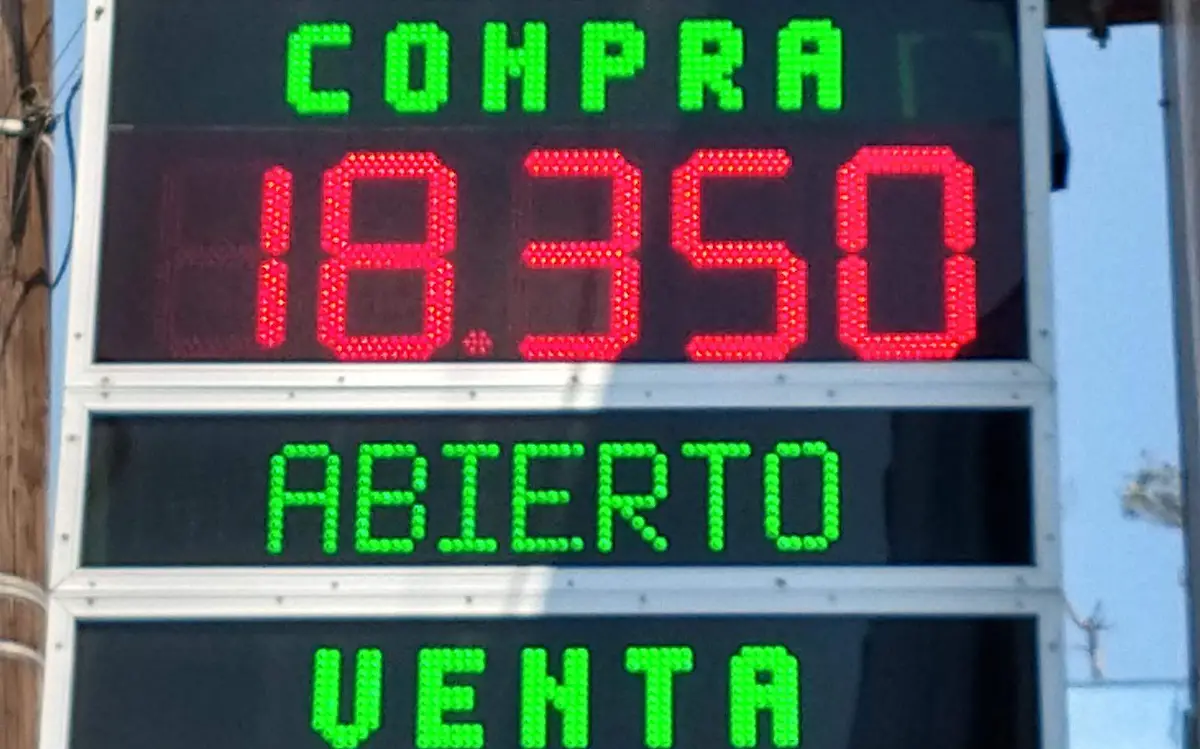 COMPRA
18.350
ABIERTO
VENTA